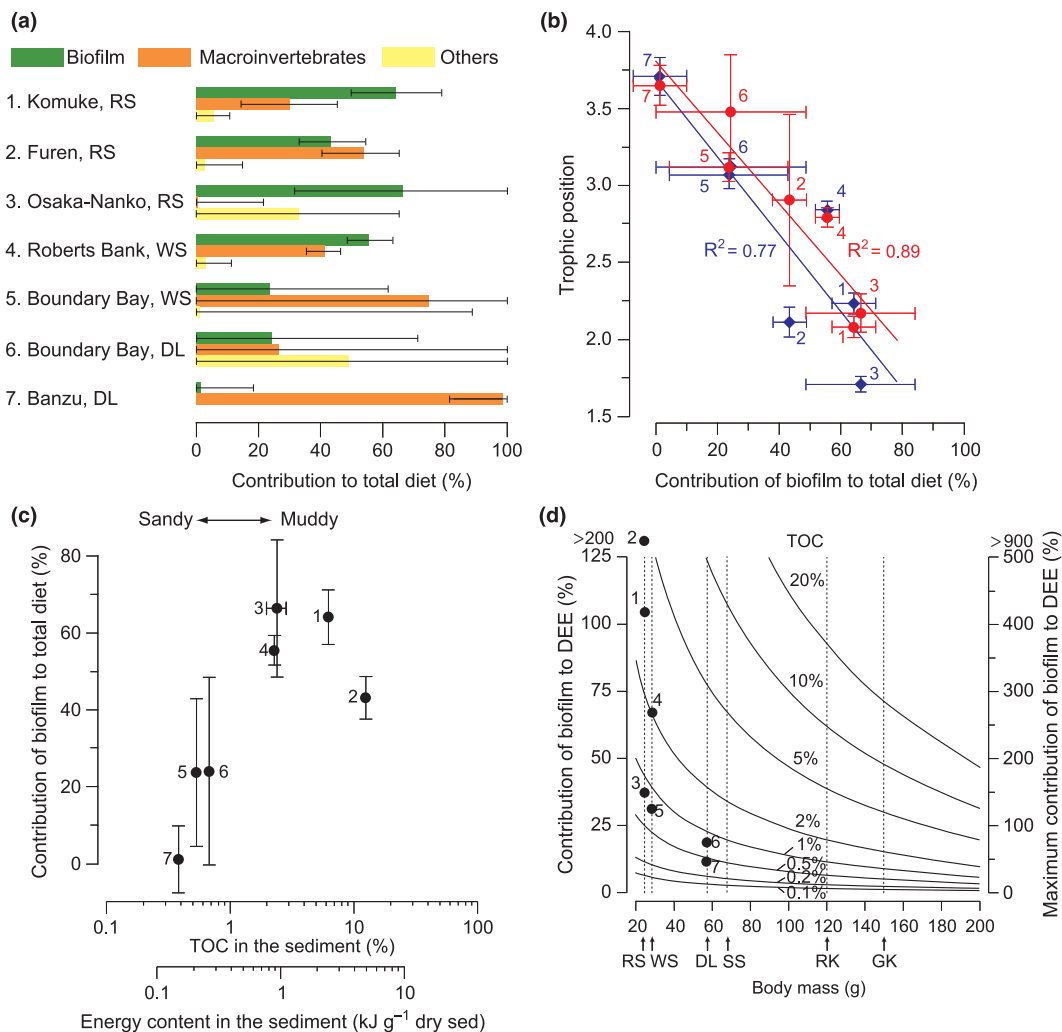 (a)
Biofilm Macroinvertebrates Others
1. Komuke, RS
2. Furen, RS
3. Osaka-Nanko, RS
4. Roberts Bank, WS
5. Boundary Bay, WS
6. Boundary Bay, DL
7. Banzu, DL
0 20 40 60 80 100
Contribution to total diet (%)
(b)
Trophic position
4.0
3.5
3.0
2.5
2.0
1.5
7
7
6
5
6
5
2
4
4
R² = 0.77
R² = 0.89
1
3
2
1
3
0 20 40 60 80 100
Contribution of biofilm to total diet (%)
(c)
Sandy Muddy
Contribution of biofilm to total diet (%)
80
60
40
20
0
3
1
4
2
5
6
7
0.1 1 10 100
TOC in the sediment (%)
0.1 1 10
Energy content in the sediment (kJ g⁻¹ dry sed)
(d)
Contribution of biofilm to DEE (%)
>200
125
100
75
50
25
0
2
1
4
3
5
6
7
TOC
20%
10%
5%
2%
1%
0.5%
0.2%
0.1%
>900
500
400
300
200
100
0
Maximum contribution of biofilm to DEE (%)
20 40 60 80 100 120 140 160 180 200
RS WS DL SS RK GK
Body mass (g)